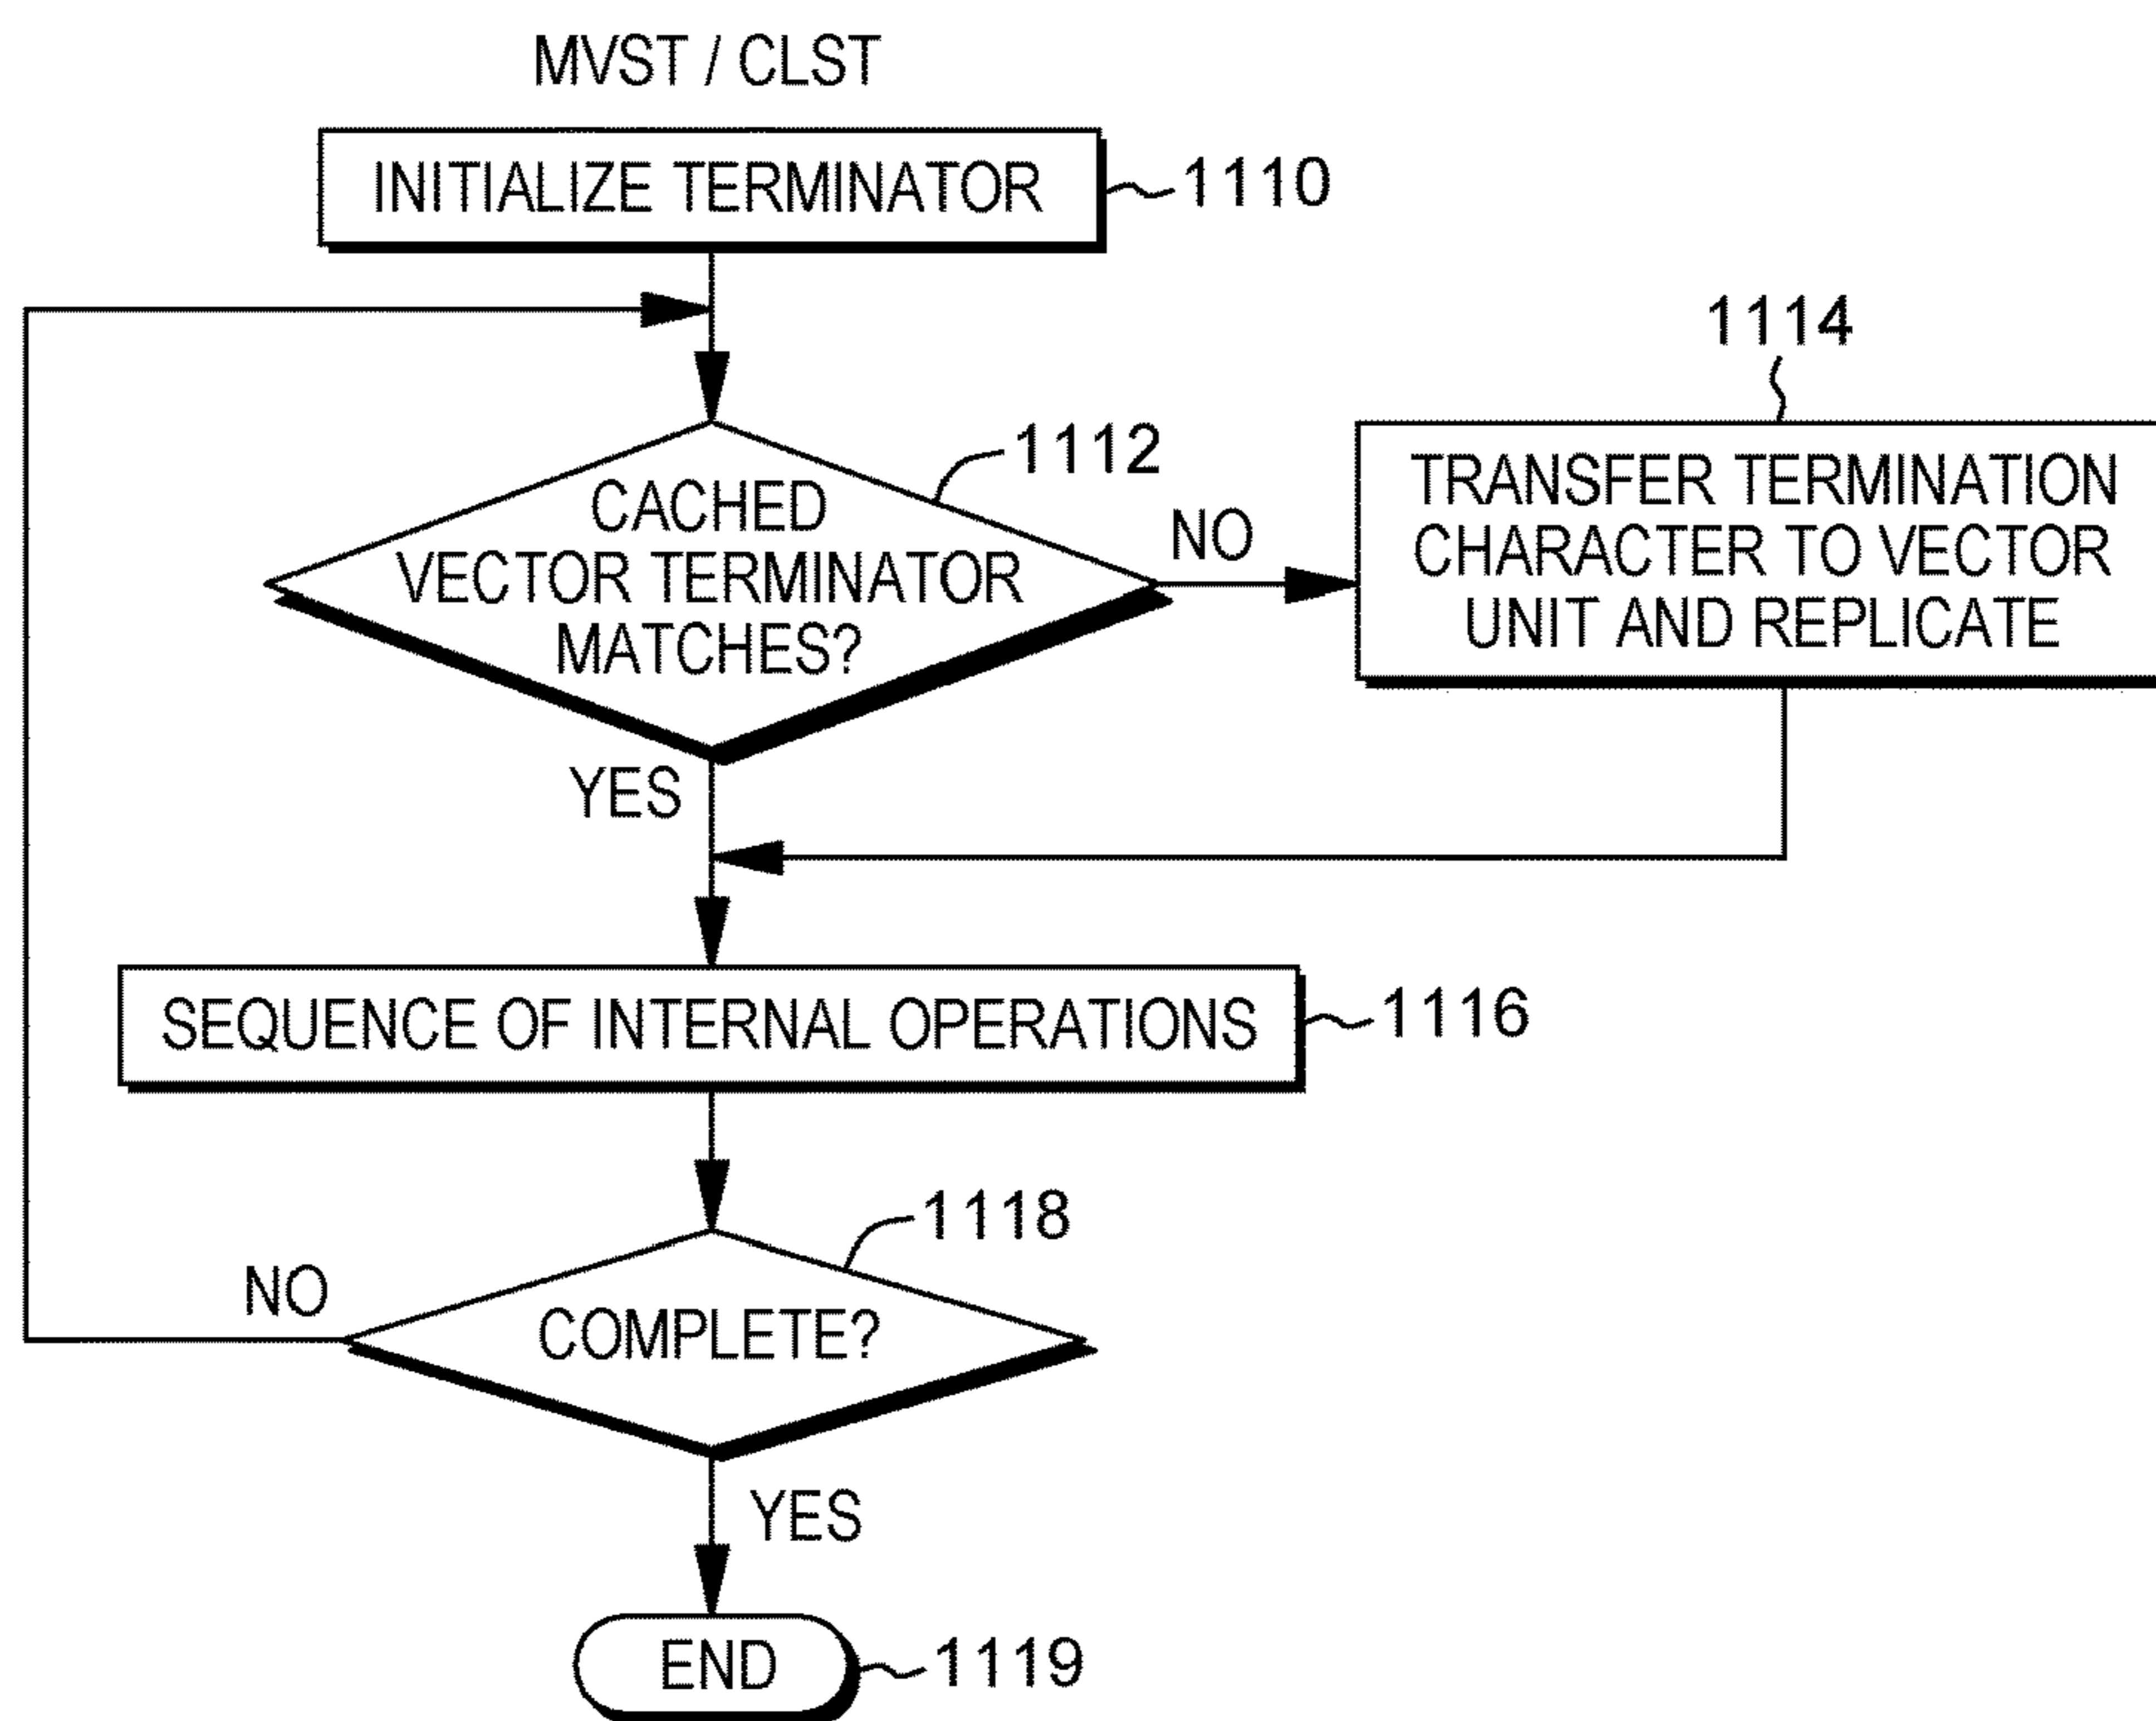 MVST / CLST
INITIALIZE TERMINATOR
1110
1114
1112
CACHED
VECTOR TERMINATOR
MATCHES?
NO
TRANSFER TERMINATION
CHARACTER TO VECTOR
UNIT AND REPLICATE
YES
SEQUENCE OF INTERNAL OPERATIONS
1116
1118
NO
COMPLETE?
YES
END
1119